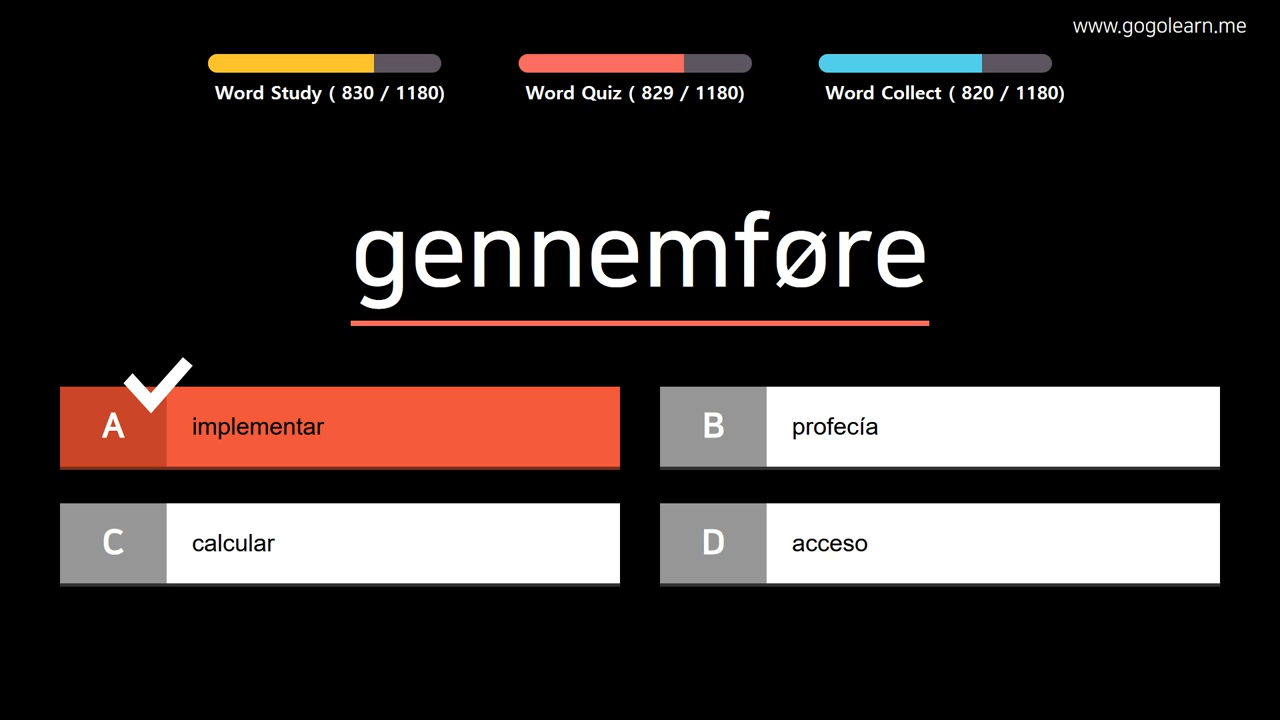 www.gogolearn.me
Word Study ( 830 / 1180)
Word Quiz ( 829 / 1180)
Word Collect ( 820 / 1180)
gennemføre
A implementar
B profecía
C calcular
D acceso